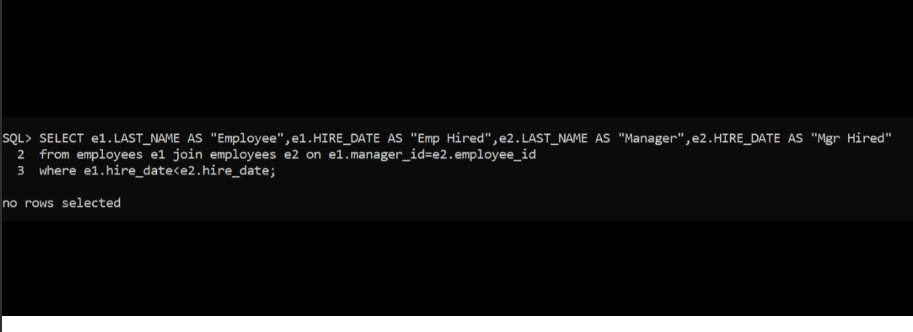 SQL> SELECT e1.LAST_NAME AS "Employee",e1.HIRE_DATE AS "Emp Hired",e2.LAST_NAME AS "Manager",e2.HIRE_DATE AS "Mgr Hired"
2 from employees e1 join employees e2 on e1.manager_id=e2.employee_id
3 where e1.hire_date<e2.hire_date;
no rows selected